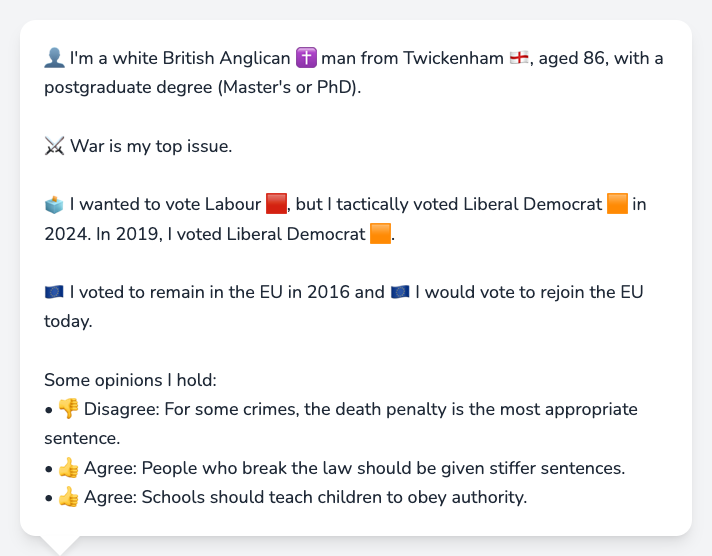 👤 I'm a white British Anglican ✝️ man from Twickenham 🏴󠁧󠁢󠁥󠁮󠁧󠁿, aged 86, with a
postgraduate degree (Master's or PhD).
⚔️ War is my top issue.
🗳️ I wanted to vote Labour 🟥, but I tactically voted Liberal Democrat 🟧 in
2024. In 2019, I voted Liberal Democrat 🟧.
🇪🇺 I voted to remain in the EU in 2016 and 🇪🇺 I would vote to rejoin the EU
today.
Some opinions I hold:
• 👎 Disagree: For some crimes, the death penalty is the most appropriate
sentence.
• 👍 Agree: People who break the law should be given stiffer sentences.
• 👍 Agree: Schools should teach children to obey authority.